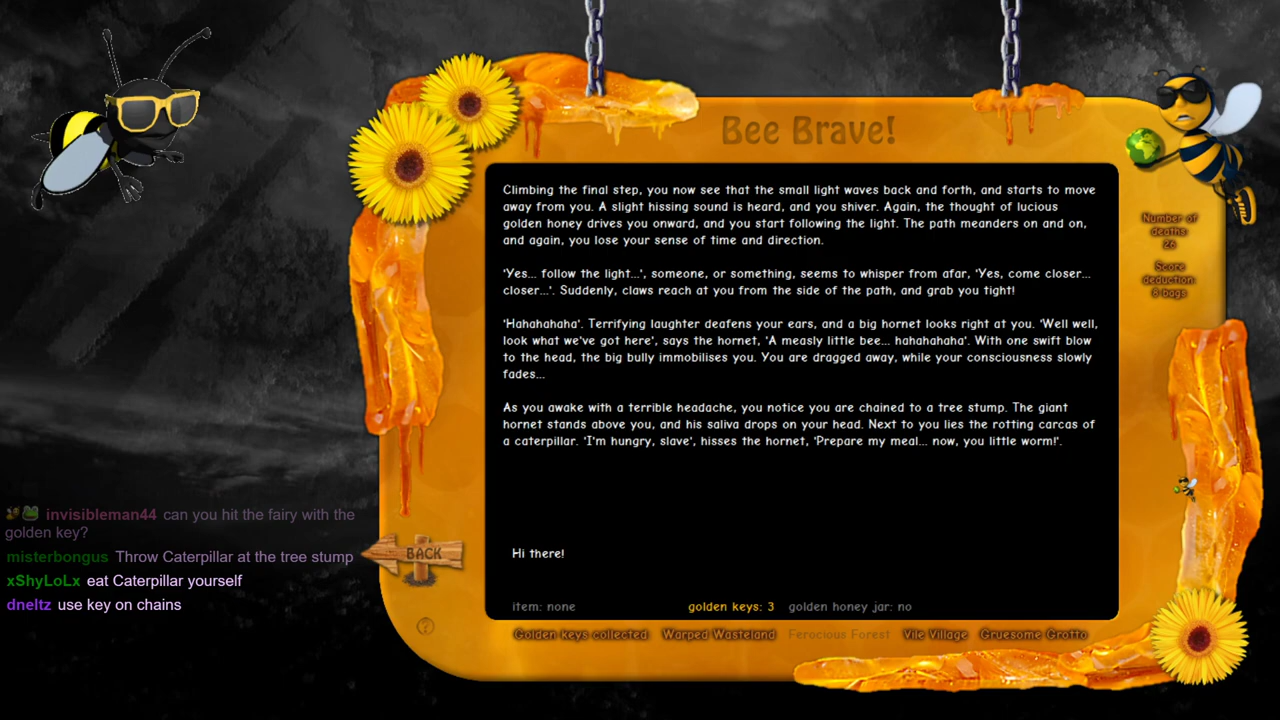 Bee Brave!
Climbing the final step, you now see that the small light waves back and forth, and starts to move
away from you. A slight hissing sound is heard, and you shiver. Again, the thought of lucious
golden honey drives you onward, and you start following the light. The path meanders on and on,
and again, you lose your sense of time and direction.
'Yes... follow the light...', someone, or something, seems to whisper from afar, 'Yes, come closer...
closer...'. Suddenly, claws reach at you from the side of the path, and grab you tight!
'Hahahahaha'. Terrifying laughter deafens your ears, and a big hornet looks right at you. 'Well well,
look what we've got here', says the hornet, 'A measly little bee... hahahahaha'. With one swift blow
to the head, the big bully immobilises you. You are dragged away, while your consciousness slowly
fades...
As you awake with a terrible headache, you notice you are chained to a tree stump. The giant
hornet stands above you, and his saliva drops on your head. Next to you lies the rotting carcas of
a caterpillar. 'I'm hungry, slave', hisses the hornet, 'Prepare my meal... now, you little worm!'.
Hi there!
item: none golden keys: 3 golden honey jar: no
Golden keys collected Warped Wasteland Ferocious Forest Vile Village Gruesome Grotto
Number of
deaths:
26
Score
deduction:
8 bags
BACK
?
invisibleman44 can you hit the fairy with the
golden key?
misterbongus Throw Caterpillar at the tree stump
xShyLoLx eat Caterpillar yourself
dneltz use key on chains